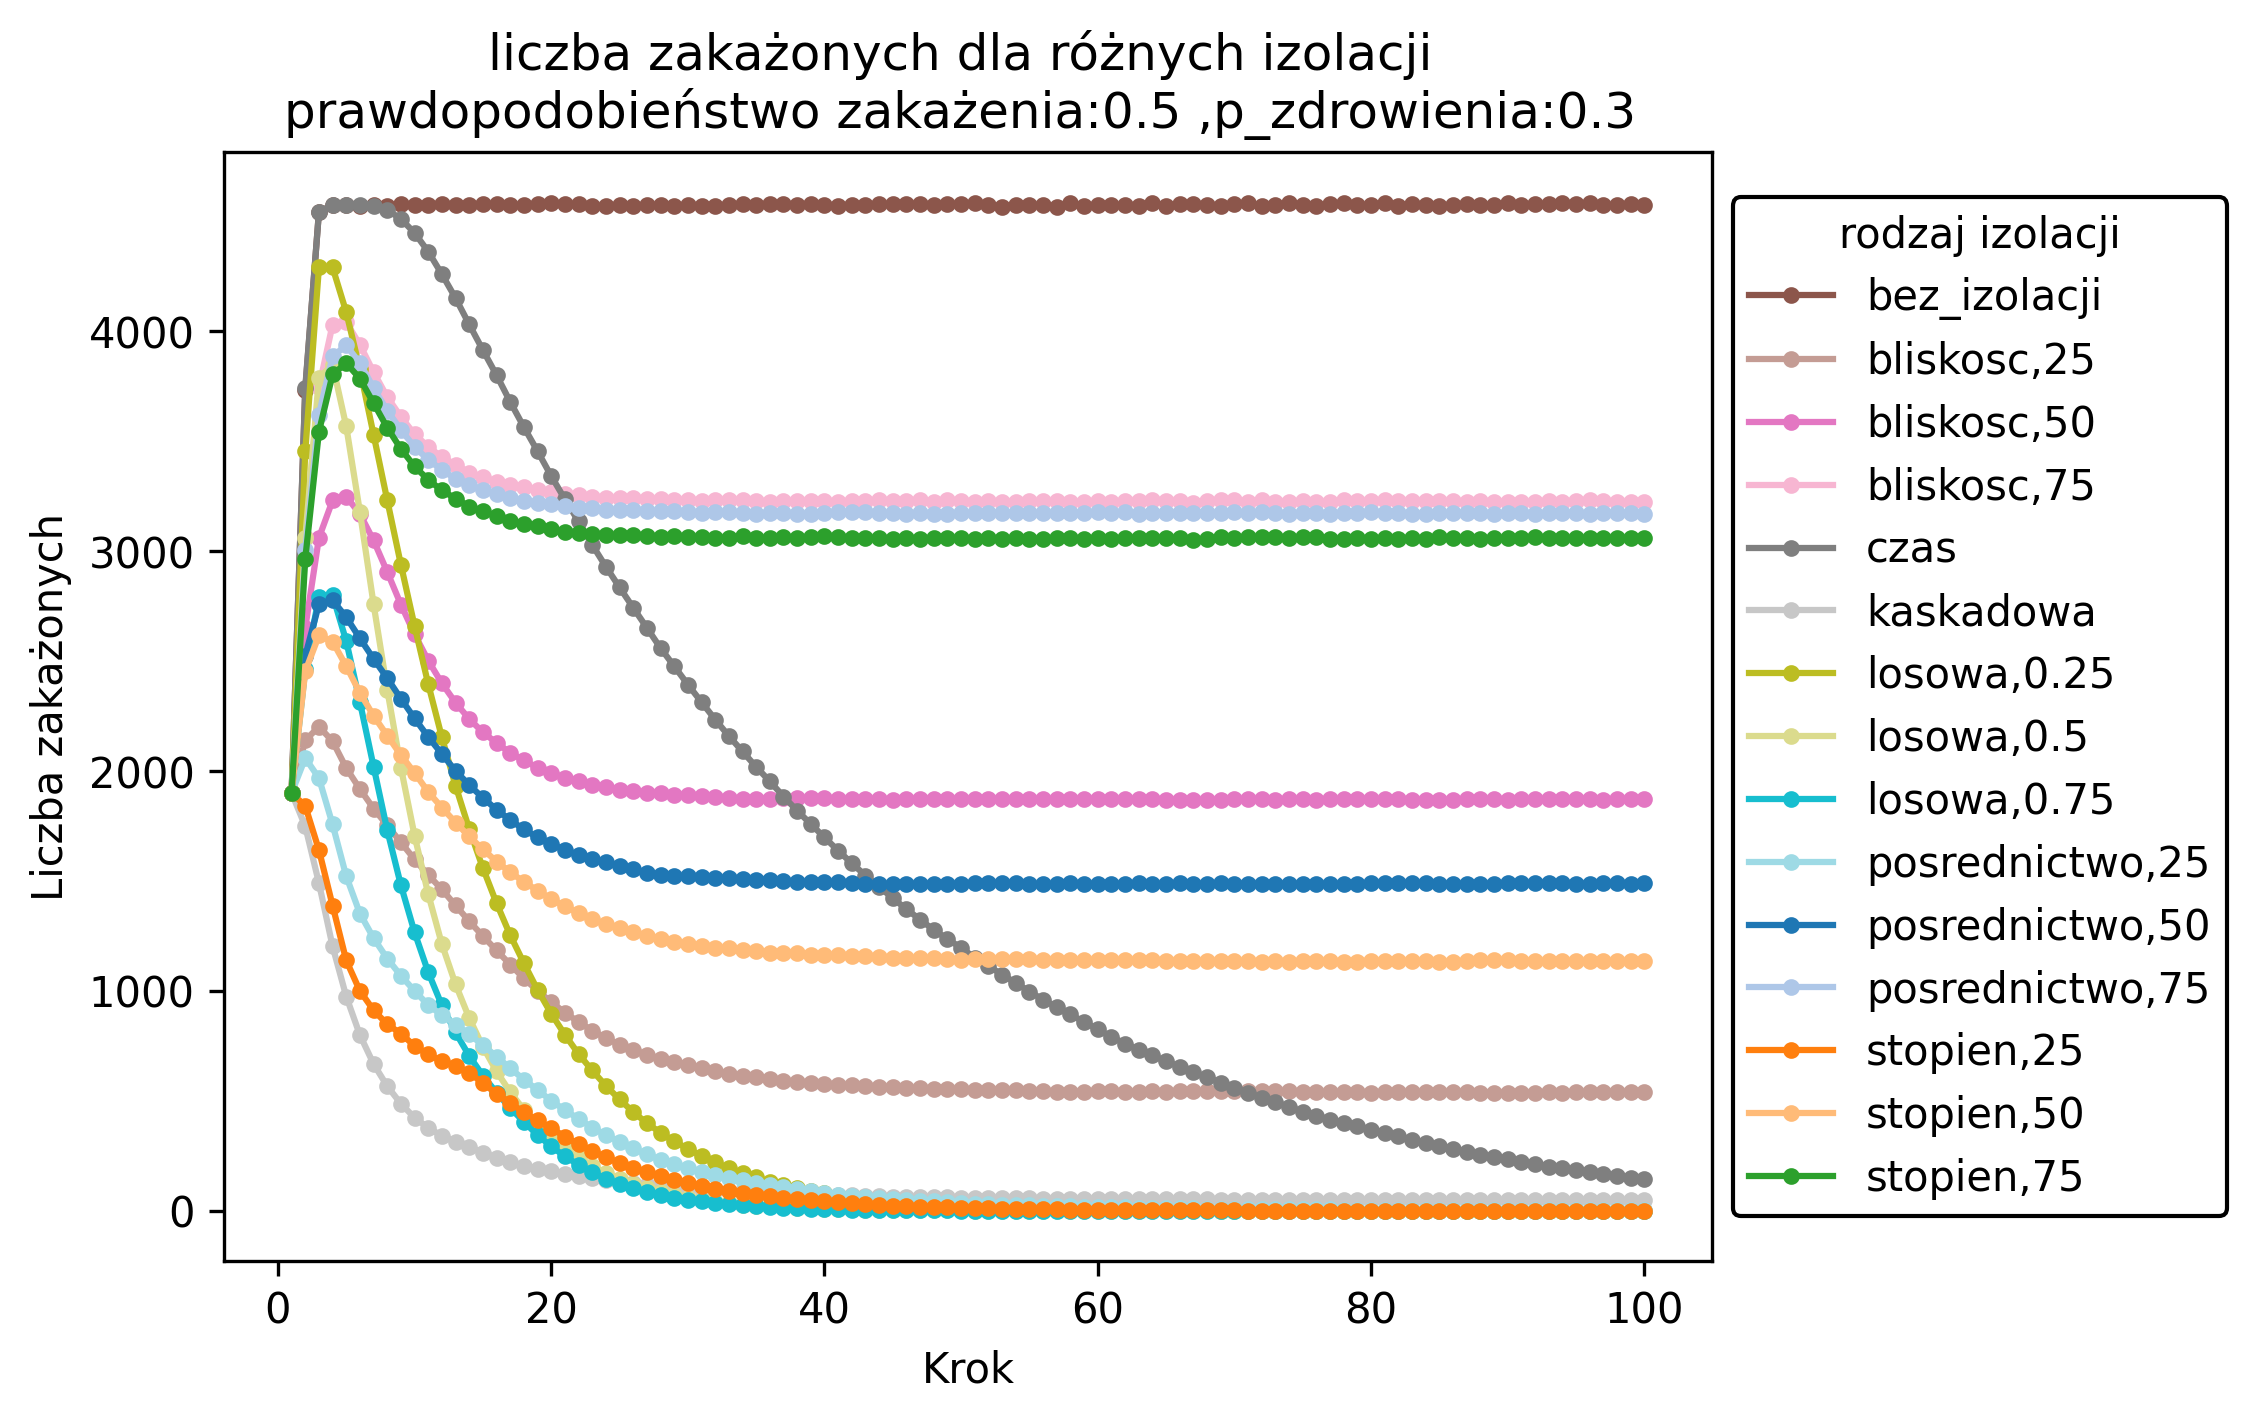 liczba zakażonych dla różnych izolacji
prawdopodobieństwo zakażenia:0.5 ,p_zdrowienia:0.3
Liczba zakażonych
4000
3000
2000
1000
0
0
20
40
60
80
100
Krok
rodzaj izolacji
bez_izolacji
bliskosc,25
bliskosc,50
bliskosc,75
czas
kaskadowa
losowa,0.25
losowa,0.5
losowa,0.75
posrednictwo,25
posrednictwo,50
posrednictwo,75
stopien,25
stopien,50
stopien,75